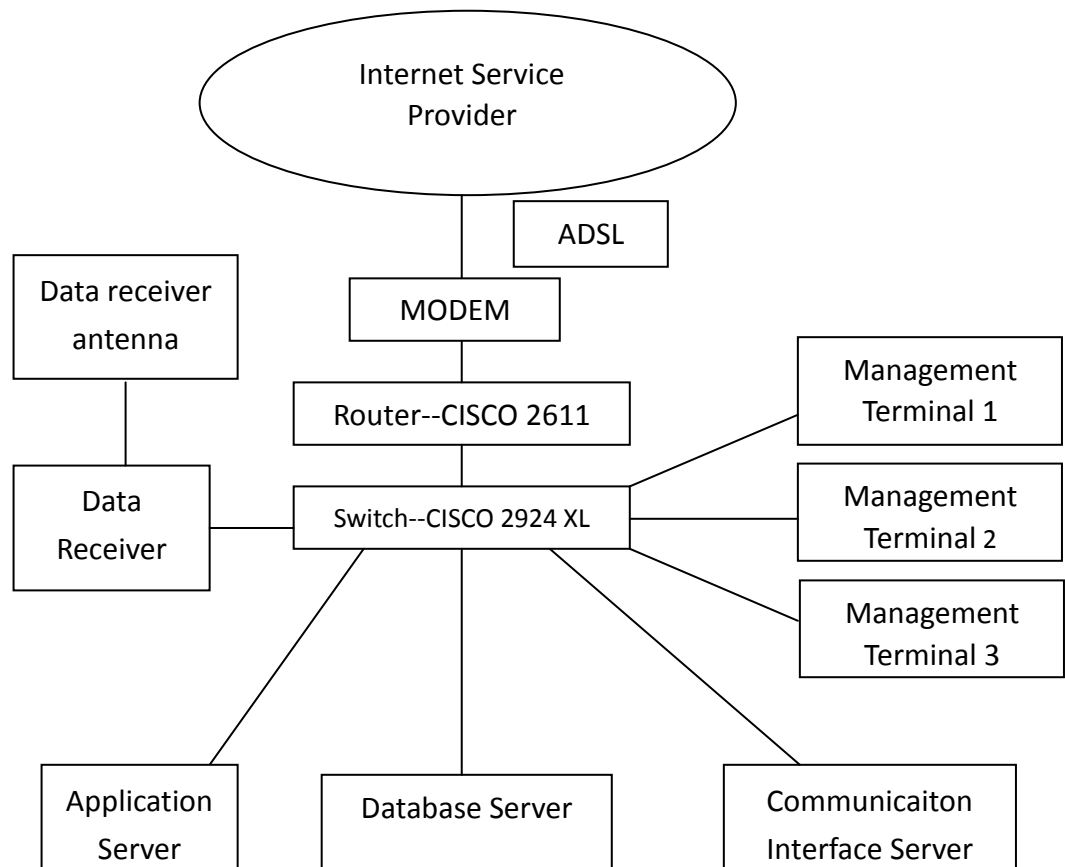 Internet Service
Provider
ADSL
Data receiver
antenna
MODEM
Management
Terminal 1
Router--CISCO 2611
Data
Receiver
Switch--CISCO 2924 XL
Management
Terminal 2
Management
Terminal 3
Application
Server
Database Server
Communicaiton
Interface Server